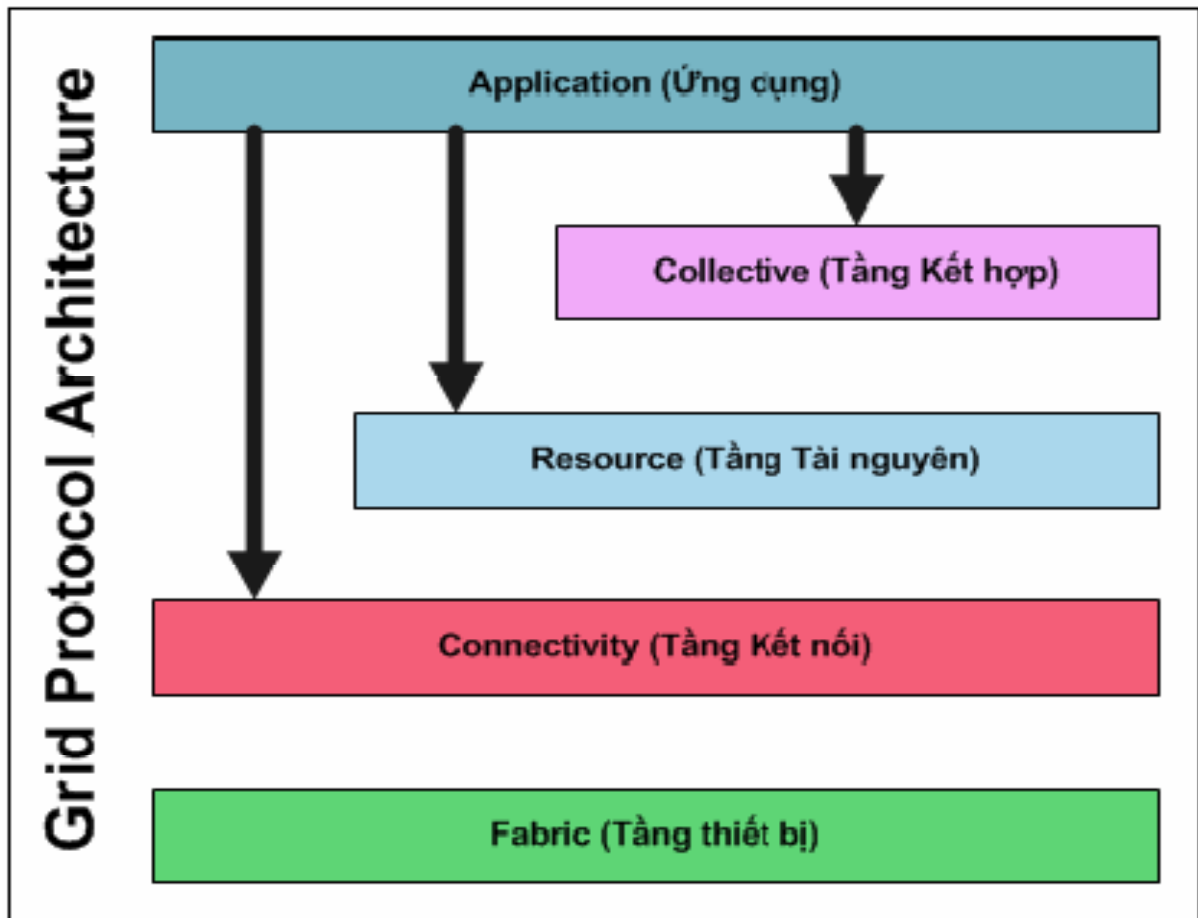 Grid Protocol Architecture
Application (Ứng dụng)
Collective (Tầng Kết hợp)
Resource (Tầng Tài nguyên)
Connectivity (Tầng Kết nối)
Fabric (Tầng thiết bị)